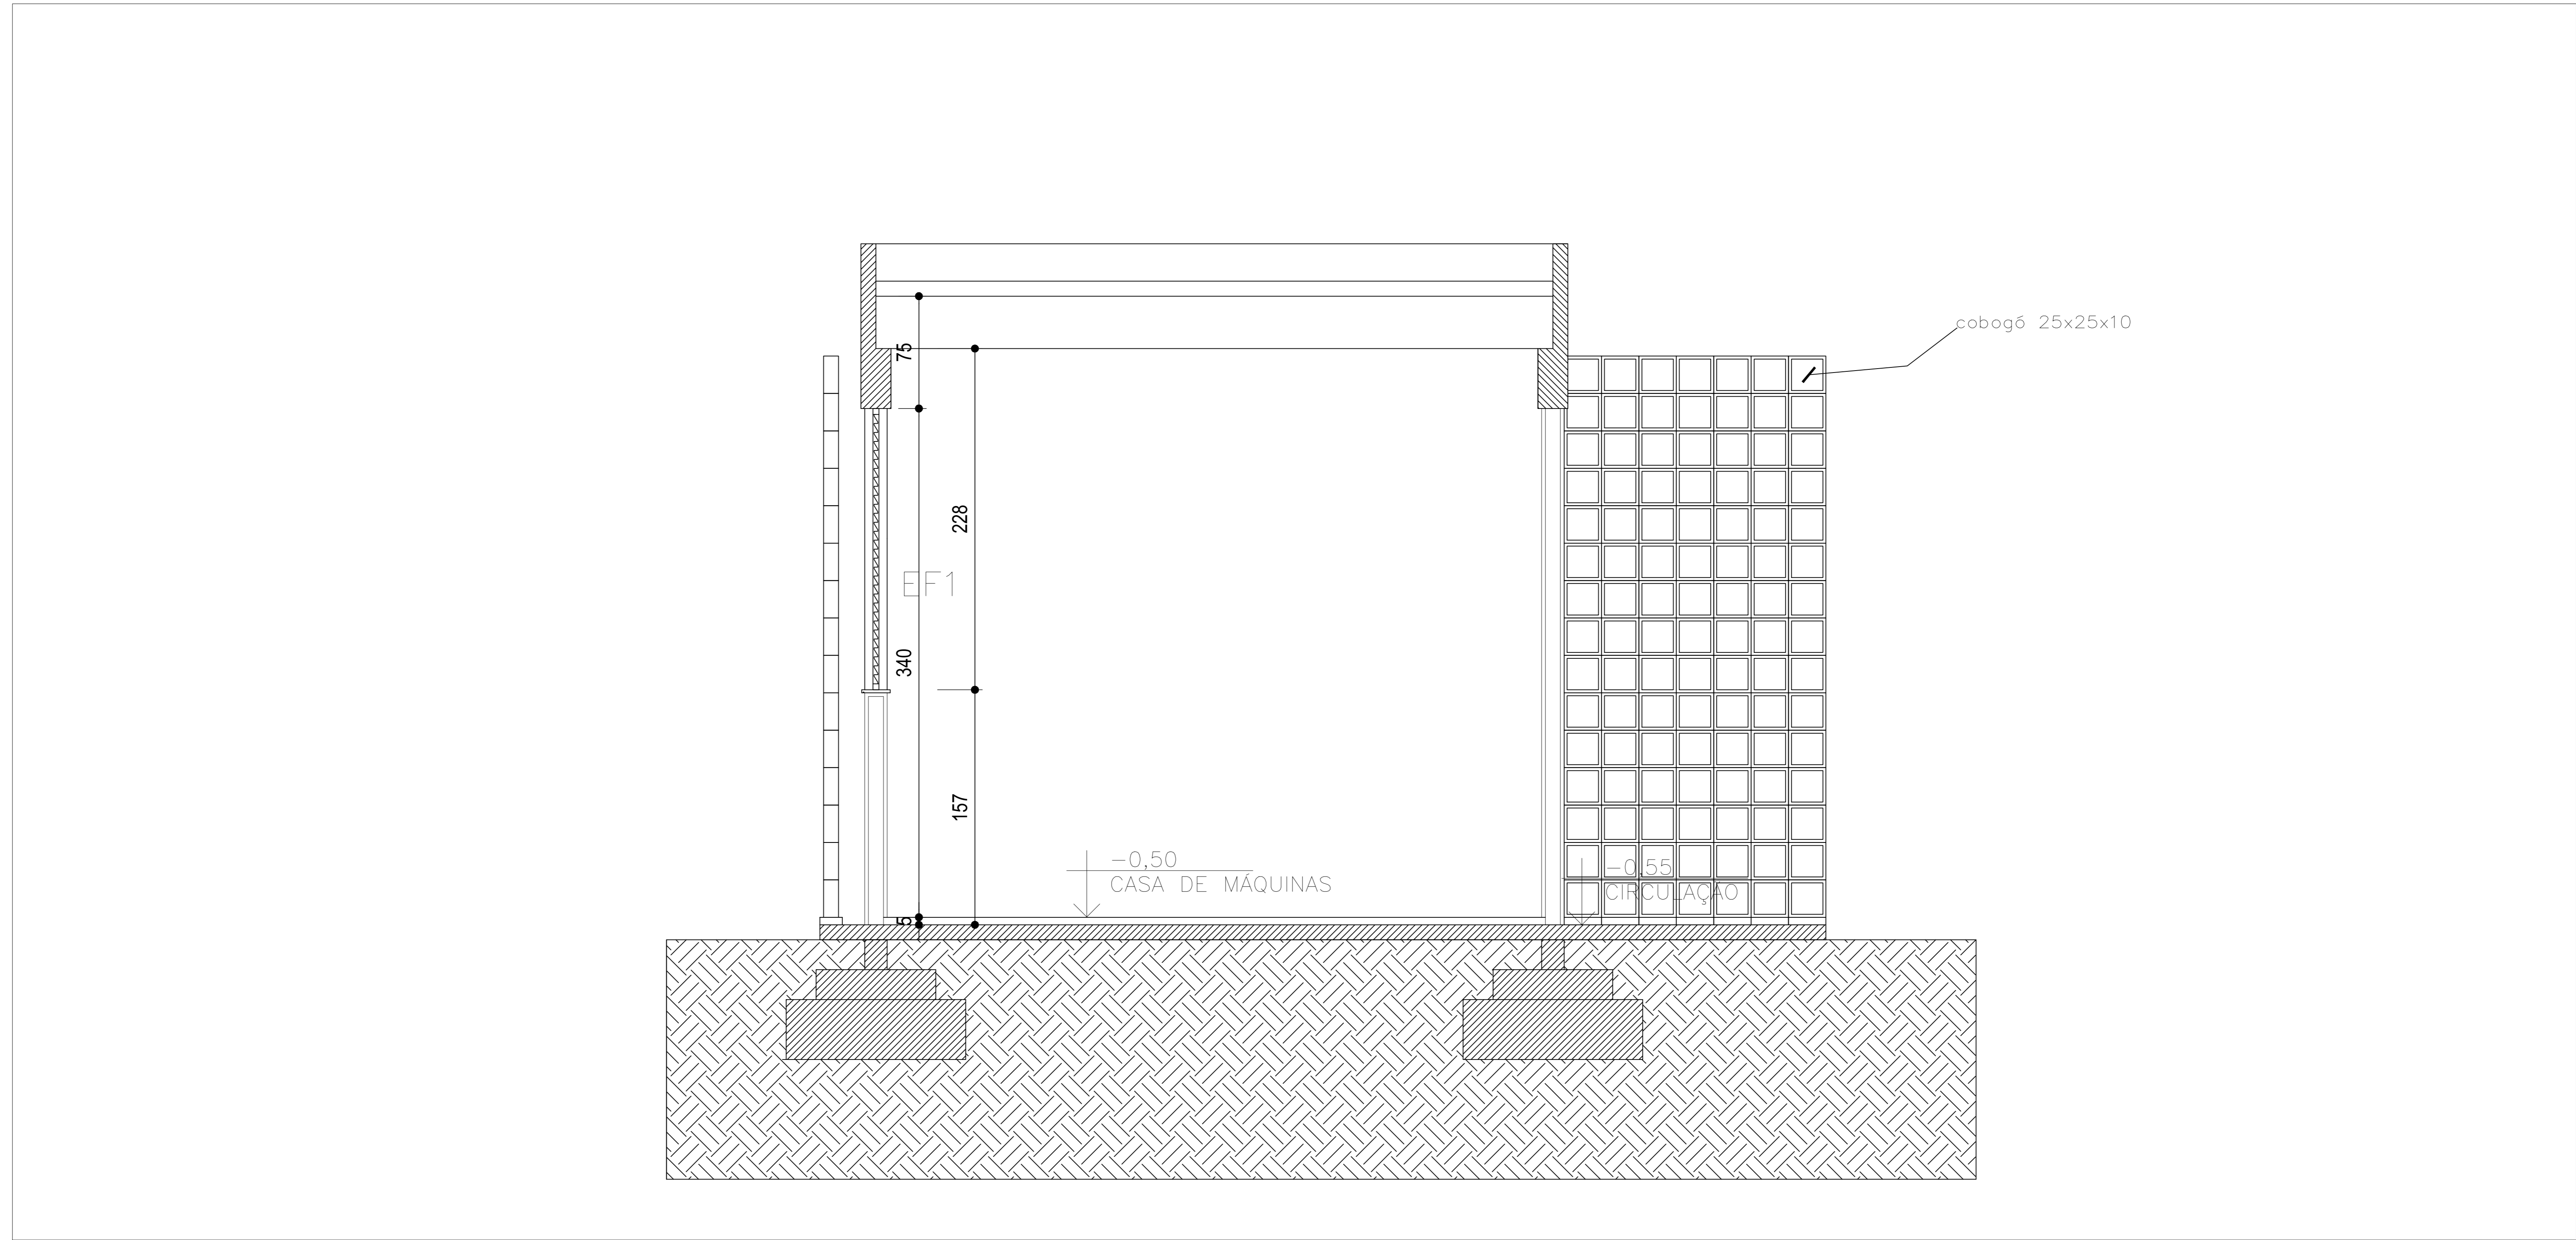 cobogó 25x25x10
75
228
EF1
340
157
−0,50
CASA DE MÁQUINAS
−0,55
CIRCULAÇÃO
5